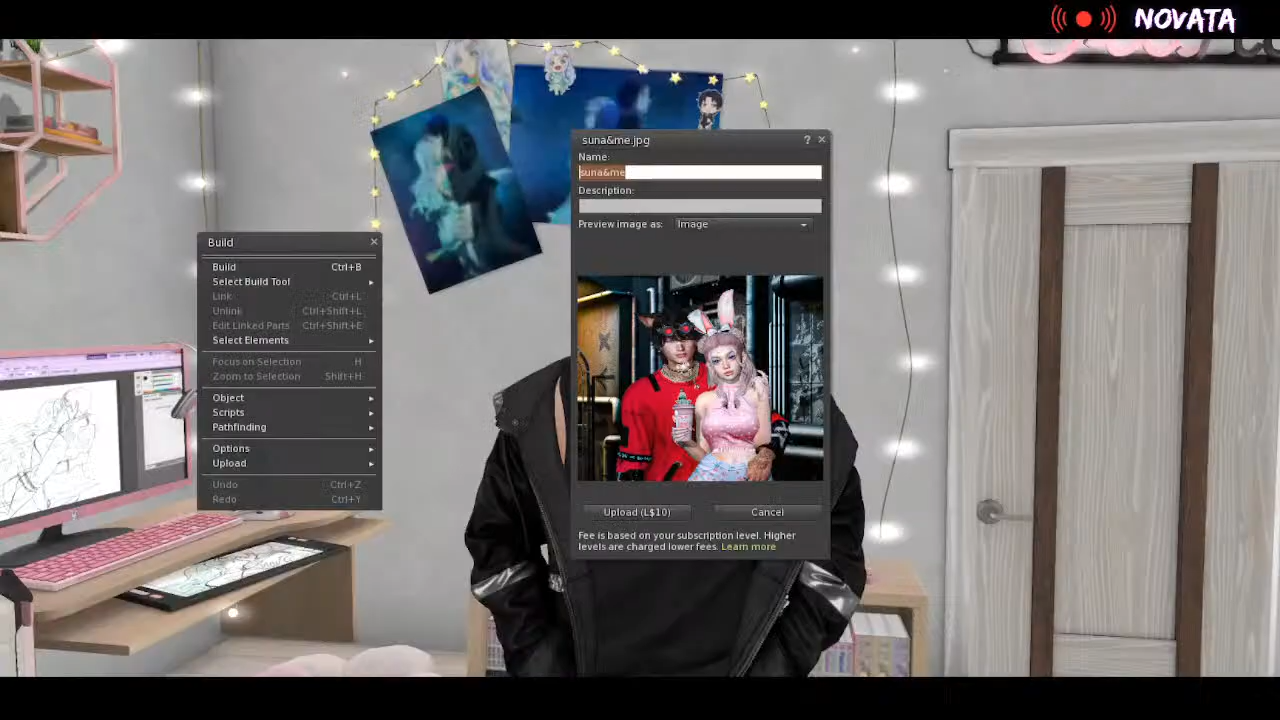 NOVATA
suna&me.jpg
? ×
Name:
suna&me
Description:
Preview image as: Image
Upload (L$10) Cancel
Fee is based on your subscription level. Higher
levels are charged lower fees. Learn more
Build ×
Build Ctrl+B
Select Build Tool
Link Ctrl+L
Unlink Ctrl+Shift+L
Edit Linked Parts Ctrl+Shift+E
Select Elements
Focus on Selection H
Zoom to Selection Shift+H
Object
Scripts
Pathfinding
Options
Upload
Undo Ctrl+Z
Redo Ctrl+Y